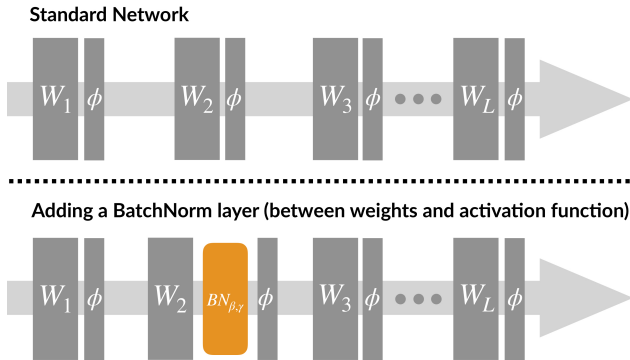 Standard Network
W₁ ϕ W₂ ϕ W₃ ϕ ••• W_L ϕ
Adding a BatchNorm layer (between weights and activation function)
W₁ ϕ W₂ BN_β,γ ϕ W₃ ϕ ••• W_L ϕ